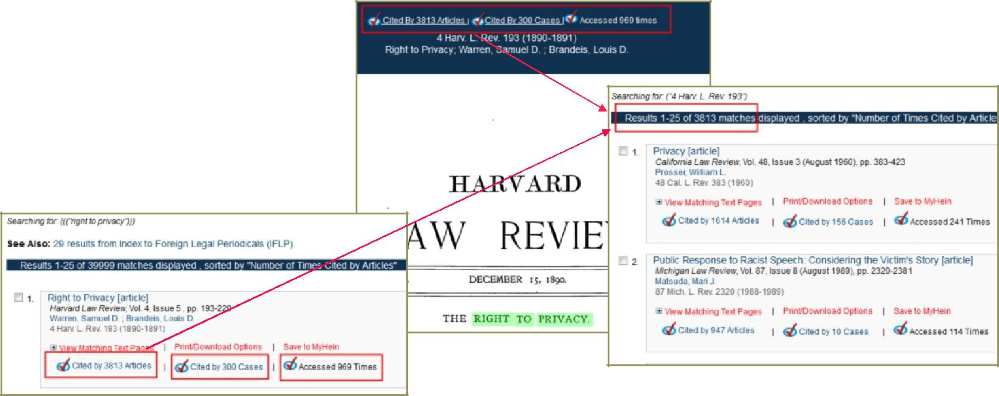 Cited By 3813 Articles | Cited By 300 Cases | Accessed 969 times
4 Harv. L. Rev. 193 (1890-1891)
Right to Privacy; Warren, Samuel D. ; Brandeis, Louis D.
HARVARD
AW REVIE
DECEMBER 15, 1890.
THE RIGHT TO PRIVACY.
Searching for: ("4 Harv. L. Rev. 193")
Results 1-25 of 3813 matches displayed , sorted by "Number of Times Cited by Article
1. Privacy [article]
California Law Review, Vol. 48, Issue 3 (August 1960), pp. 383-423
Prosser, William L.
48 Cal. L. Rev. 383 (1960)
View Matching Text Pages | Print/Download Options | Save to MyHein
Cited by 1614 Articles | Cited by 156 Cases | Accessed 241 Times
2. Public Response to Racist Speech: Considering the Victim's Story [article]
Michigan Law Review, Vol. 87, Issue 8 (August 1989), pp. 2320-2381
Matsuda, Mari J.
87 Mich. L. Rev. 2320 (1988-1989)
View Matching Text Pages | Print/Download Options | Save to MyHein
Cited by 947 Articles | Cited by 10 Cases | Accessed 114 Times
Searching for: ((("right to privacy")))
See Also: 29 results from Index to Foreign Legal Periodicals (IFLP)
Results 1-25 of 39999 matches displayed , sorted by "Number of Times Cited by Articles"
1. Right to Privacy [article]
Harvard Law Review, Vol. 4, Issue 5 , pp. 193-220
Warren, Samuel D. ; Brandeis, Louis D.
4 Harv. L. Rev. 193 (1890-1891)
View Matching Text Pages | Print/Download Options | Save to MyHein
Cited by 3813 Articles | Cited by 300 Cases | Accessed 969 Times